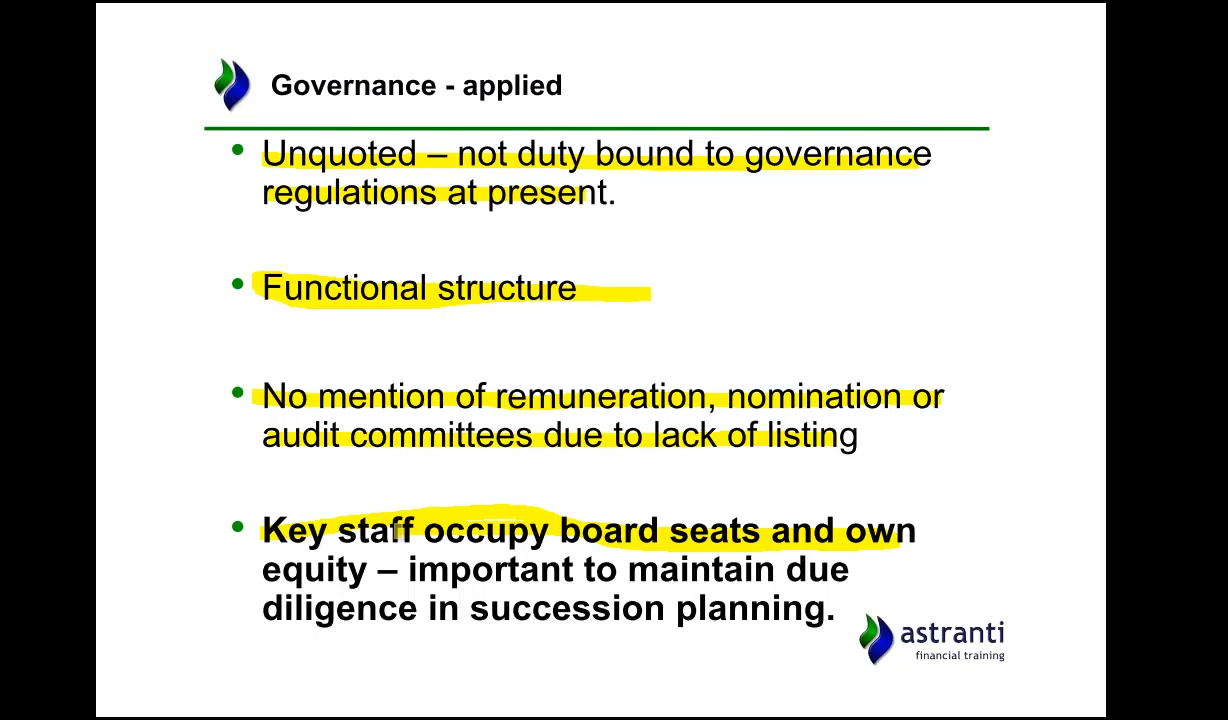 Governance - applied
• Unquoted – not duty bound to governance
regulations at present.
• Functional structure
• No mention of remuneration, nomination or
audit committees due to lack of listing
• Key staff occupy board seats and own
equity – important to maintain due
diligence in succession planning.
astranti
financial training